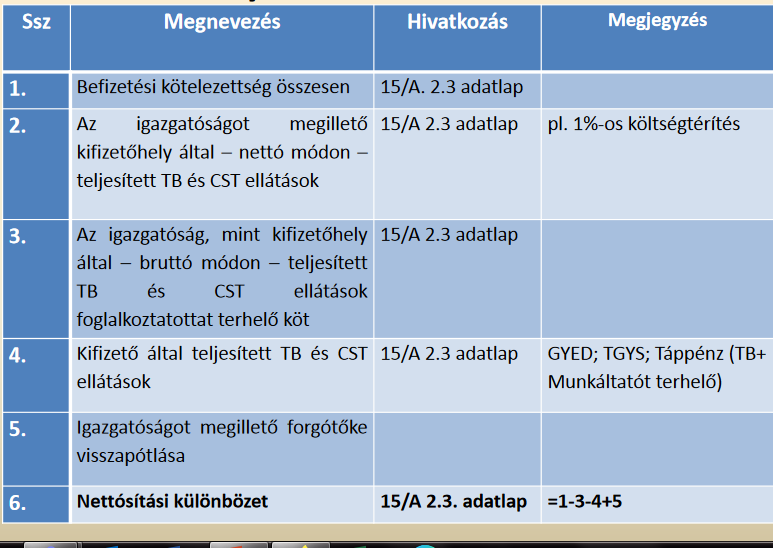 Ssz Megnevezés Hivatkozás Megjegyzés
1. Befizetési kötelezettség összesen 15/A. 2.3 adatlap
2. Az igazgatóságot megillető 15/A 2.3 adatlap pl. 1%-os költségtérítés
kifizetőhely által – nettó módon –
teljesített TB és CST ellátások
3. Az igazgatóság, mint kifizetőhely 15/A 2.3 adatlap
által – bruttó módon – teljesített
TB és CST ellátások
foglalkoztatottat terhelő köt
4. Kifizető által teljesített TB és CST 15/A 2.3 adatlap GYED; TGYS; Táppénz (TB+
ellátások Munkáltatót terhelő)
5. Igazgatóságot megillető forgótőke
visszapótlása
6. Nettósítási különbözet 15/A 2.3. adatlap =1-3-4+5